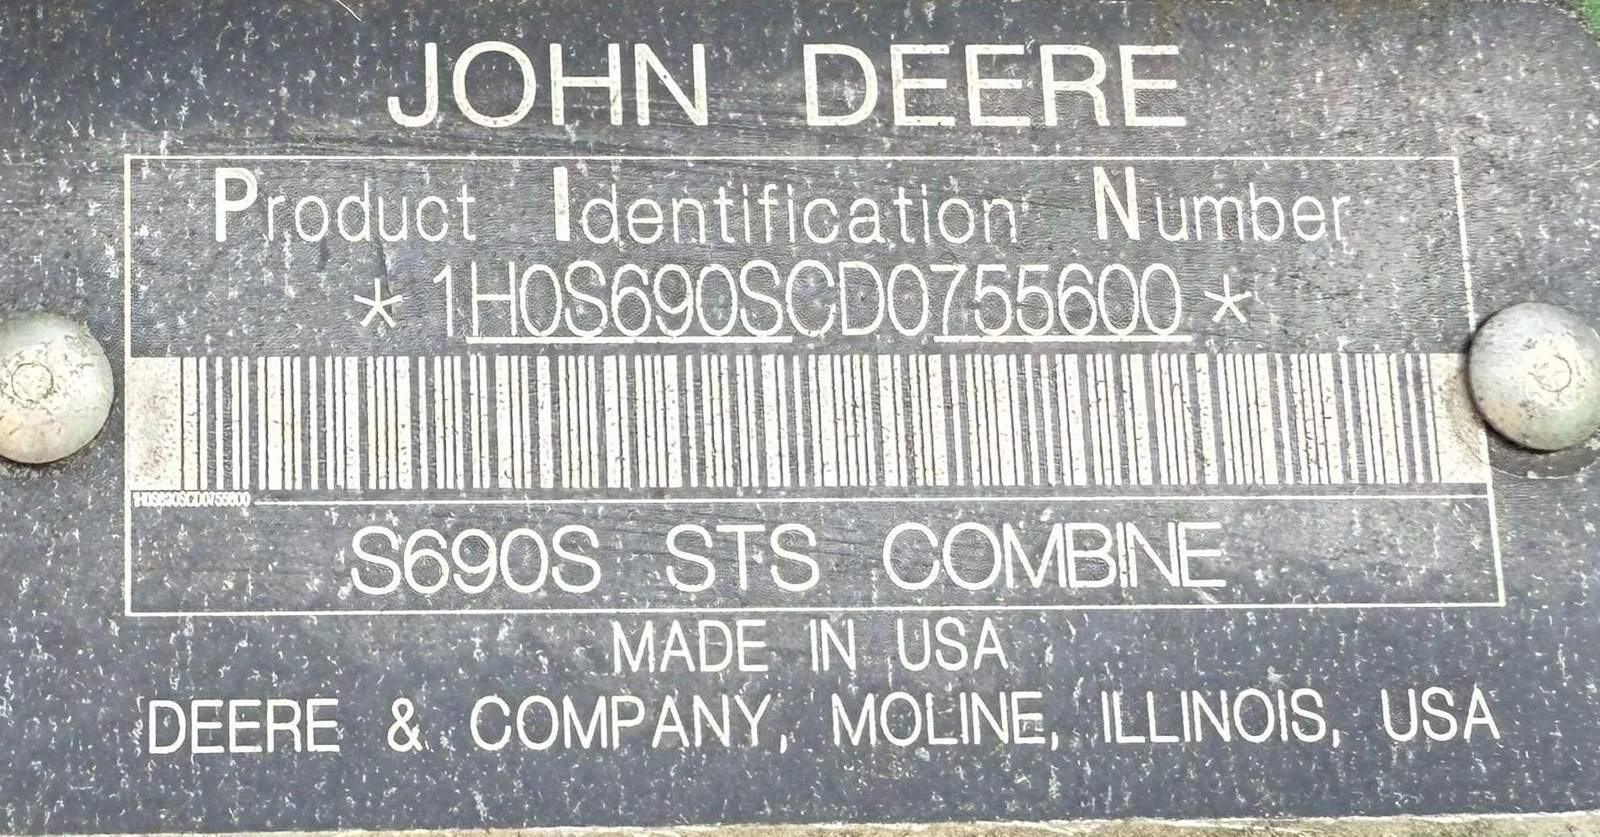 JOHN DEERE
Product Identification Number
* 1H0S690SCD0755600 *
1H0S690SCD0755600
S690S STS COMBINE
MADE IN USA
DEERE & COMPANY, MOLINE, ILLINOIS, USA